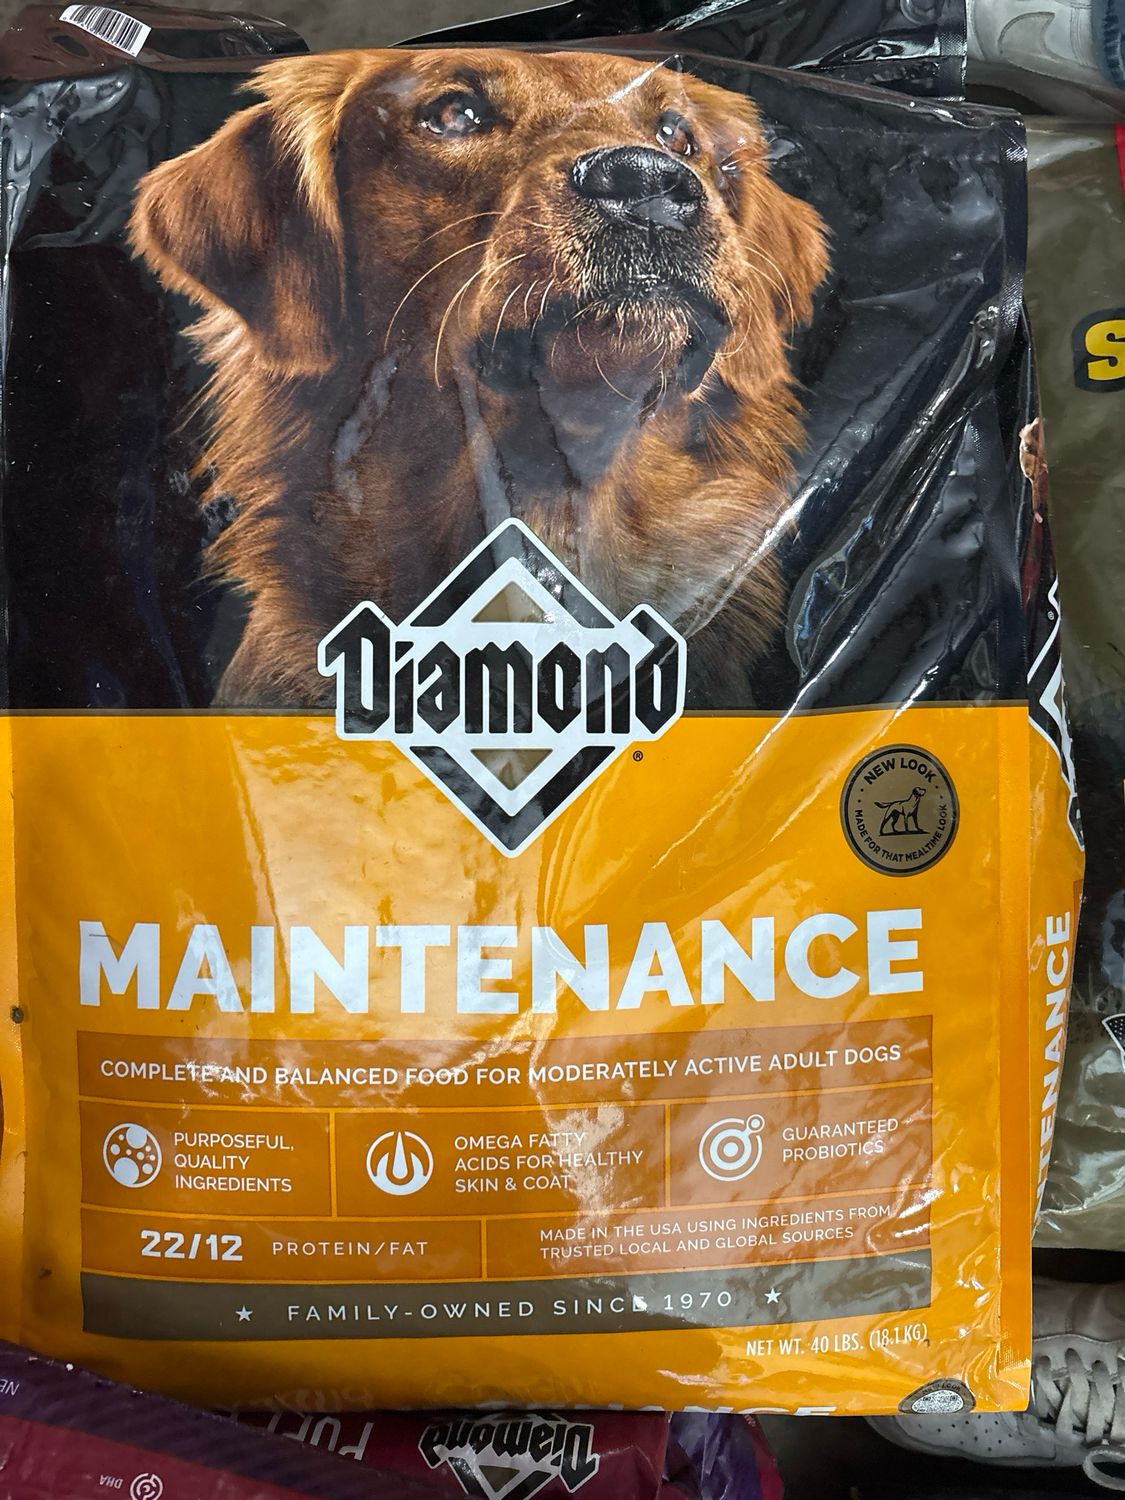 Diamond
®
NEW LOOK
MADE FOR THAT MEALTIME LOOK
MAINTENANCE
COMPLETE AND BALANCED FOOD FOR MODERATELY ACTIVE ADULT DOGS
PURPOSEFUL,
QUALITY
INGREDIENTS
OMEGA FATTY
ACIDS FOR HEALTHY
SKIN & COAT
GUARANTEED
PROBIOTICS
22/12 PROTEIN/FAT
MADE IN THE USA USING INGREDIENTS FROM
TRUSTED LOCAL AND GLOBAL SOURCES
★ FAMILY-OWNED SINCE 1970 ★
NET WT. 40 LBS. (18.1 KG)
TENANCE
S
®
Diamond
DHA